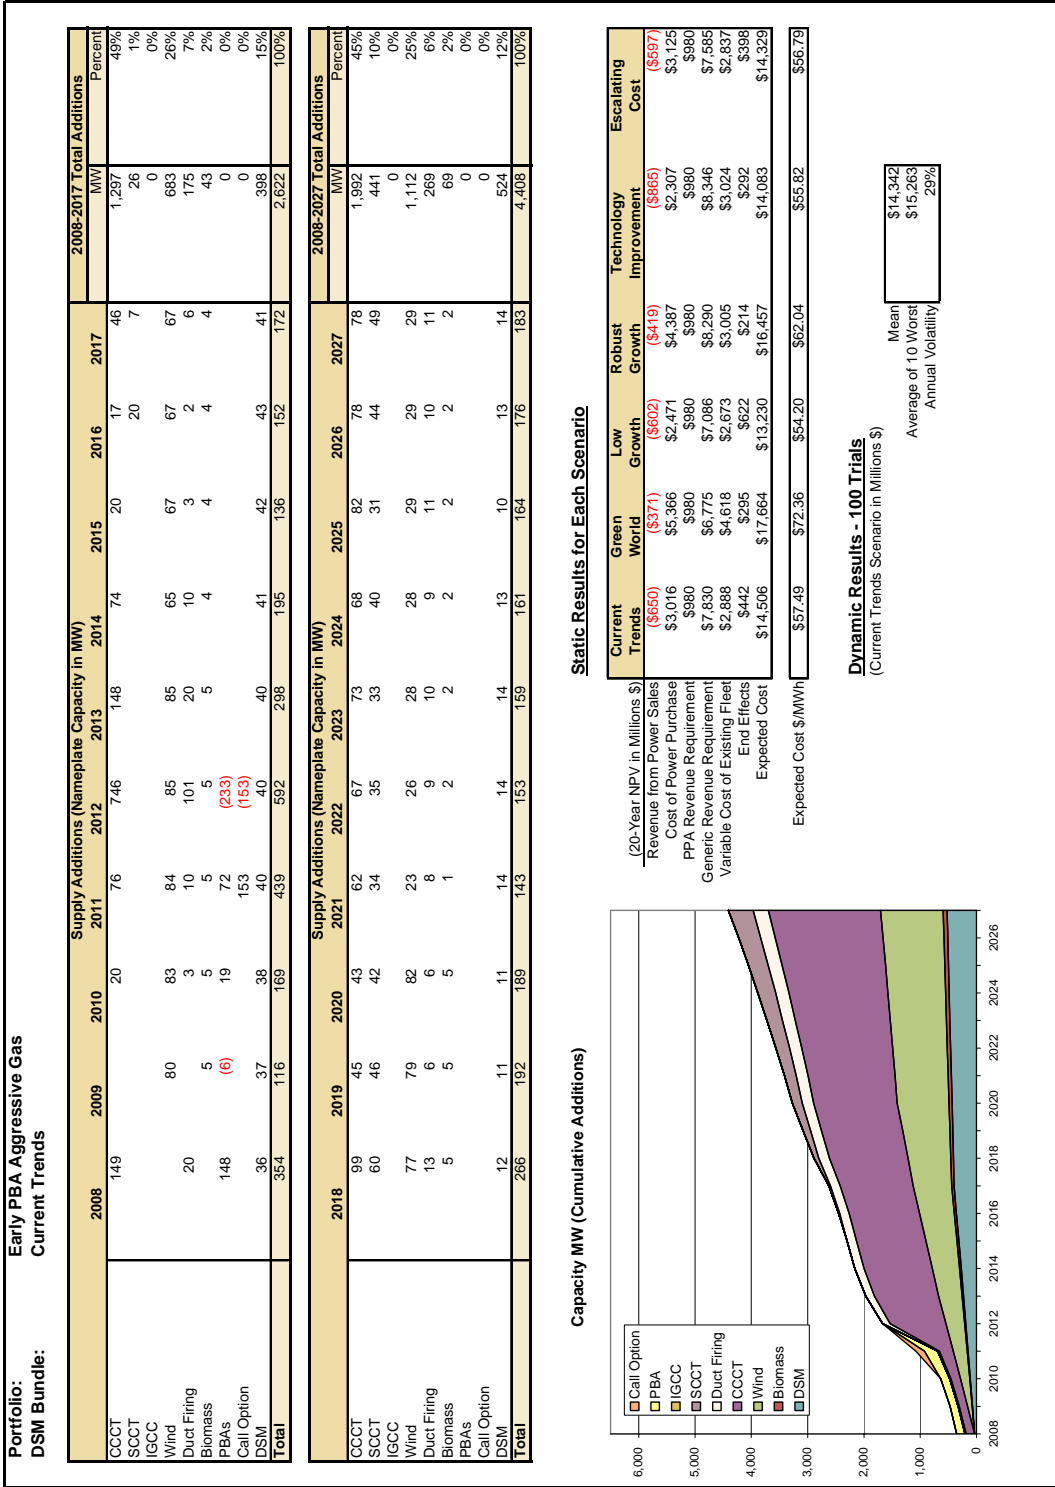 Portfolio: Early PBA Aggressive Gas
DSM Bundle: Current Trends
Supply Additions (Nameplate Capacity in MW) 2008-2017 Total Additions
2008 2009 2010 2011 2012 2013 2014 2015 2016 2017 MW Percent
CCCT 149 20 76 746 148 74 20 17 46 1,297 49%
SCCT 20 7 26 1%
IGCC 0 0%
Wind 80 83 84 85 85 65 67 67 67 683 26%
Duct Firing 20 3 10 101 20 10 3 2 6 175 7%
Biomass 5 5 5 5 5 4 4 4 4 43 2%
PBAs 148 (6) 19 72 (233) 0 0%
Call Option 153 (153) 0 0%
DSM 36 37 38 40 40 40 41 42 43 41 398 15%
Total 354 116 169 439 592 298 195 136 152 172 2,622 100%
Supply Additions (Nameplate Capacity in MW) 2008-2027 Total Additions
2018 2019 2020 2021 2022 2023 2024 2025 2026 2027 MW Percent
CCCT 99 45 43 62 67 73 68 82 78 78 1,992 45%
SCCT 60 46 42 34 35 33 40 31 44 49 441 10%
IGCC 0 0%
Wind 77 79 82 23 26 28 28 29 29 29 1,112 25%
Duct Firing 13 6 6 8 9 10 9 11 10 11 269 6%
Biomass 5 5 5 1 2 2 2 2 2 2 69 2%
PBAs 0 0%
Call Option 0 0%
DSM 12 11 11 14 14 14 13 10 13 14 524 12%
Total 266 192 189 143 153 159 161 164 176 183 4,408 100%
Capacity MW (Cumulative Additions)
6,000
5,000
4,000
3,000
2,000
1,000
0
Call Option
PBA
IGCC
SCCT
Duct Firing
CCCT
Wind
Biomass
DSM
2008 2010 2012 2014 2016 2018 2020 2022 2024 2026
Static Results for Each Scenario
(20-Year NPV in Millions $) Current Trends Green World Low Growth Robust Growth Technology Improvement Escalating Cost
Revenue from Power Sales ($650) ($371) ($602) ($419) ($865) ($597)
Cost of Power Purchase $3,016 $5,366 $2,471 $4,387 $2,307 $3,125
PPA Revenue Requirement $980 $980 $980 $980 $980 $980
Generic Revenue Requirement $7,830 $6,775 $7,086 $8,290 $8,346 $7,585
Variable Cost of Existing Fleet $2,888 $4,618 $2,673 $3,005 $3,024 $2,837
End Effects $442 $295 $622 $214 $292 $398
Expected Cost $14,506 $17,664 $13,230 $16,457 $14,083 $14,329
Expected Cost $/MWh $57.49 $72.36 $54.20 $62.04 $55.82 $56.79
Dynamic Results - 100 Trials
(Current Trends Scenario in Millions $)
Mean $14,342
Average of 10 Worst $15,263
Annual Volatility 29%